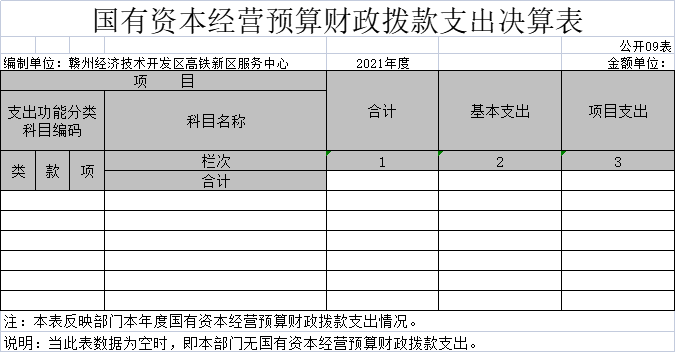 国有资本经营预算财政拨款支出决算表
公开09表
编制单位：赣州经济技术开发区高铁新区服务中心 2021年度 金额单位：
项 目 合计 基本支出 项目支出
支出功能分类科目编码 科目名称
类 款 项 栏次 1 2 3
合计
注：本表反映部门本年度国有资本经营预算财政拨款支出情况。
说明：当此表数据为空时，即本部门无国有资本经营预算财政拨款支出。